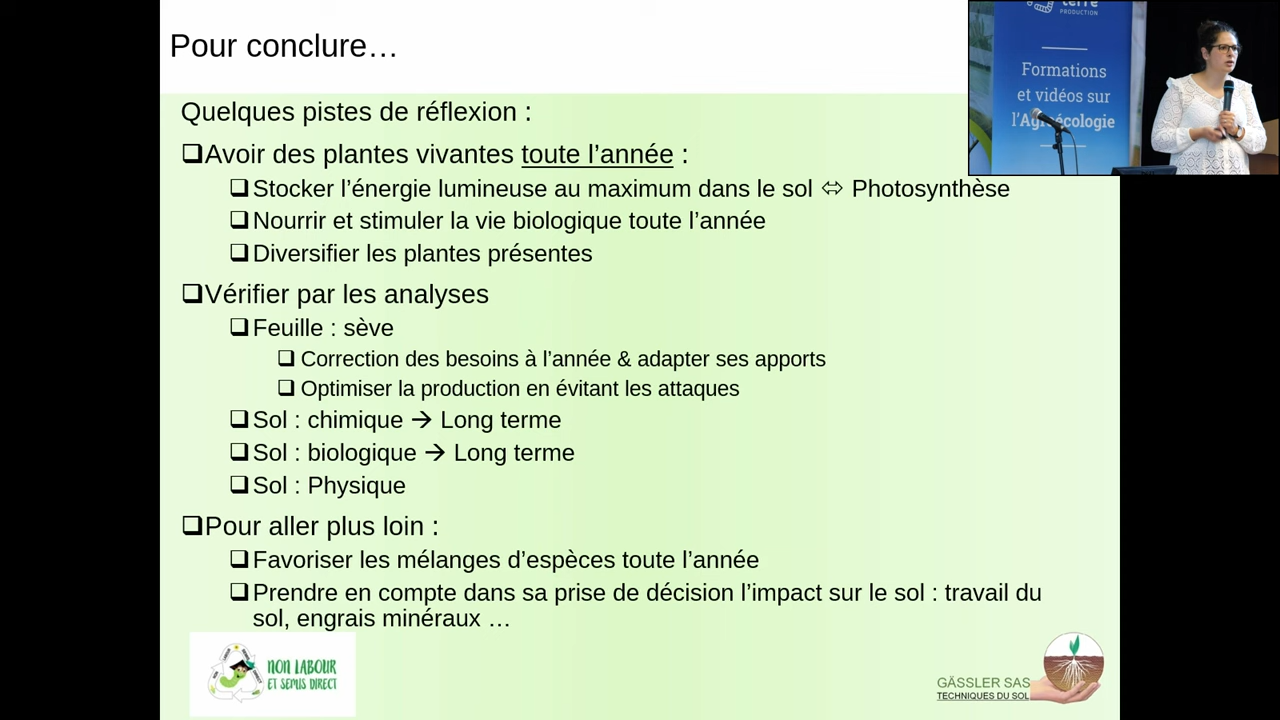 Pour conclure…
terre
PRODUCTION
Formations
et vidéos sur
l'Agroécologie
Quelques pistes de réflexion :
❑Avoir des plantes vivantes toute l’année :
❑Stocker l’énergie lumineuse au maximum dans le sol ⬄ Photosynthèse
❑Nourrir et stimuler la vie biologique toute l’année
❑Diversifier les plantes présentes
❑Vérifier par les analyses
❑Feuille : sève
❑Correction des besoins à l’année & adapter ses apports
❑Optimiser la production en évitant les attaques
❑Sol : chimique → Long terme
❑Sol : biologique → Long terme
❑Sol : Physique
❑Pour aller plus loin :
❑Favoriser les mélanges d’espèces toute l’année
❑Prendre en compte dans sa prise de décision l’impact sur le sol : travail du
sol, engrais minéraux …
NON LABOUR
ET SEMIS DIRECT
GÄSSLER SAS
TECHNIQUES DU SOL